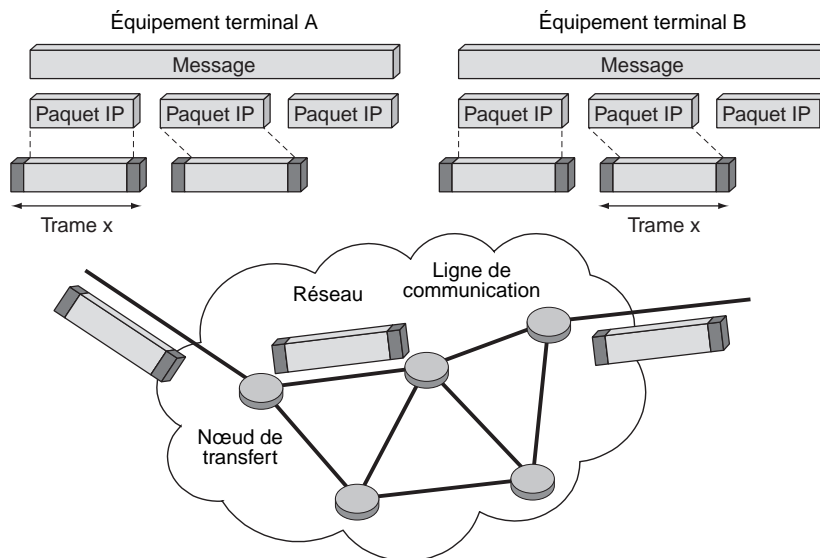 Équipement terminal A
Équipement terminal B
Message
Message
Paquet IP
Paquet IP
Paquet IP
Paquet IP
Paquet IP
Paquet IP
Trame x
Trame x
Réseau
Ligne de
communication
Nœud de
transfert